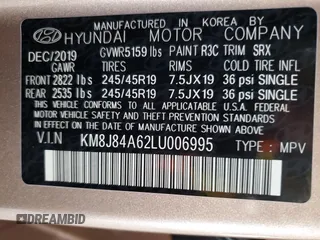 MANUFACTURED IN KOREA BY
HYUNDAI MOTOR COMPANY
DEC/2019 GVWR5159 lbs PAINT R3C TRIM SRX
GAWR TIRES RIMS COLD TIRE INFL
FRONT 2822 lbs 245/45R19 7.5JX19 36 psi SINGLE
REAR 2535 lbs 245/45R19 7.5JX19 36 psi SINGLE
THIS VEHICLE CONFORMS TO ALL APPLICABLE FEDERAL
MOTOR VEHICLE SAFETY, BUMPER, AND THEFT PREVENTION
STANDARDS IN EFFECT ON THE DATE OF MANUFACTURE
SHOWN ABOVE.
V.I.N KM8J84A62LU006995 TYPE : MPV
DREAMBID